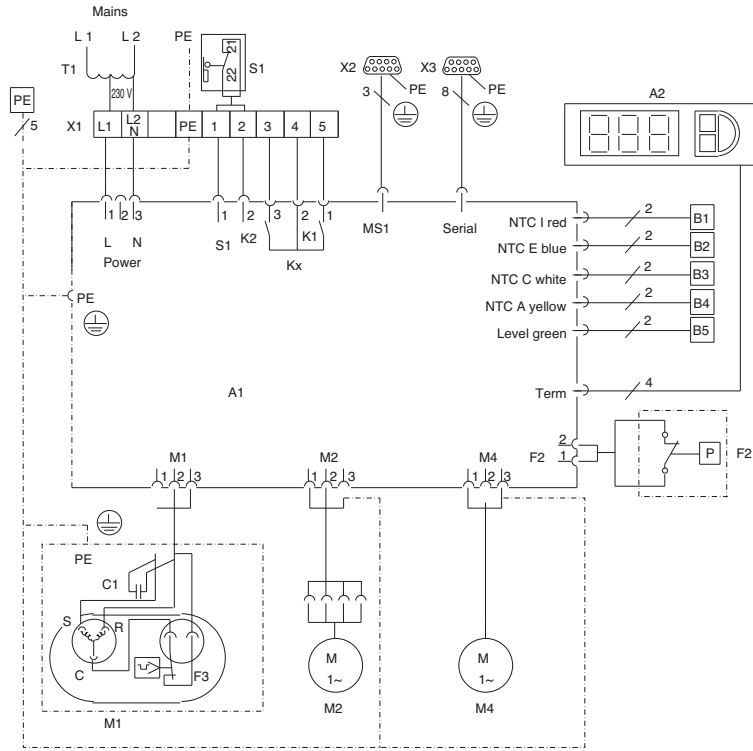 Mains
L 1 L 2 PE
T1
230 V
21
22
S1
X2 X3
PE PE
3 8
A2
PE
5
X1 L1 L2 N PE 1 2 3 4 5
1 2 3 1 2 3 2 1
L N
Power
S1 K2 K1
Kx
MS1 Serial
NTC I red 2 B1
NTC E blue 2 B2
NTC C white 2 B3
NTC A yellow 2 B4
Level green 2 B5
PE
A1
Term 4
2
1
F2 P F2
M1 M2 M4
1 2 3 1 2 3 1 2 3
PE
C1
S R
C F3
M1
M
1~
M2
M
1~
M4